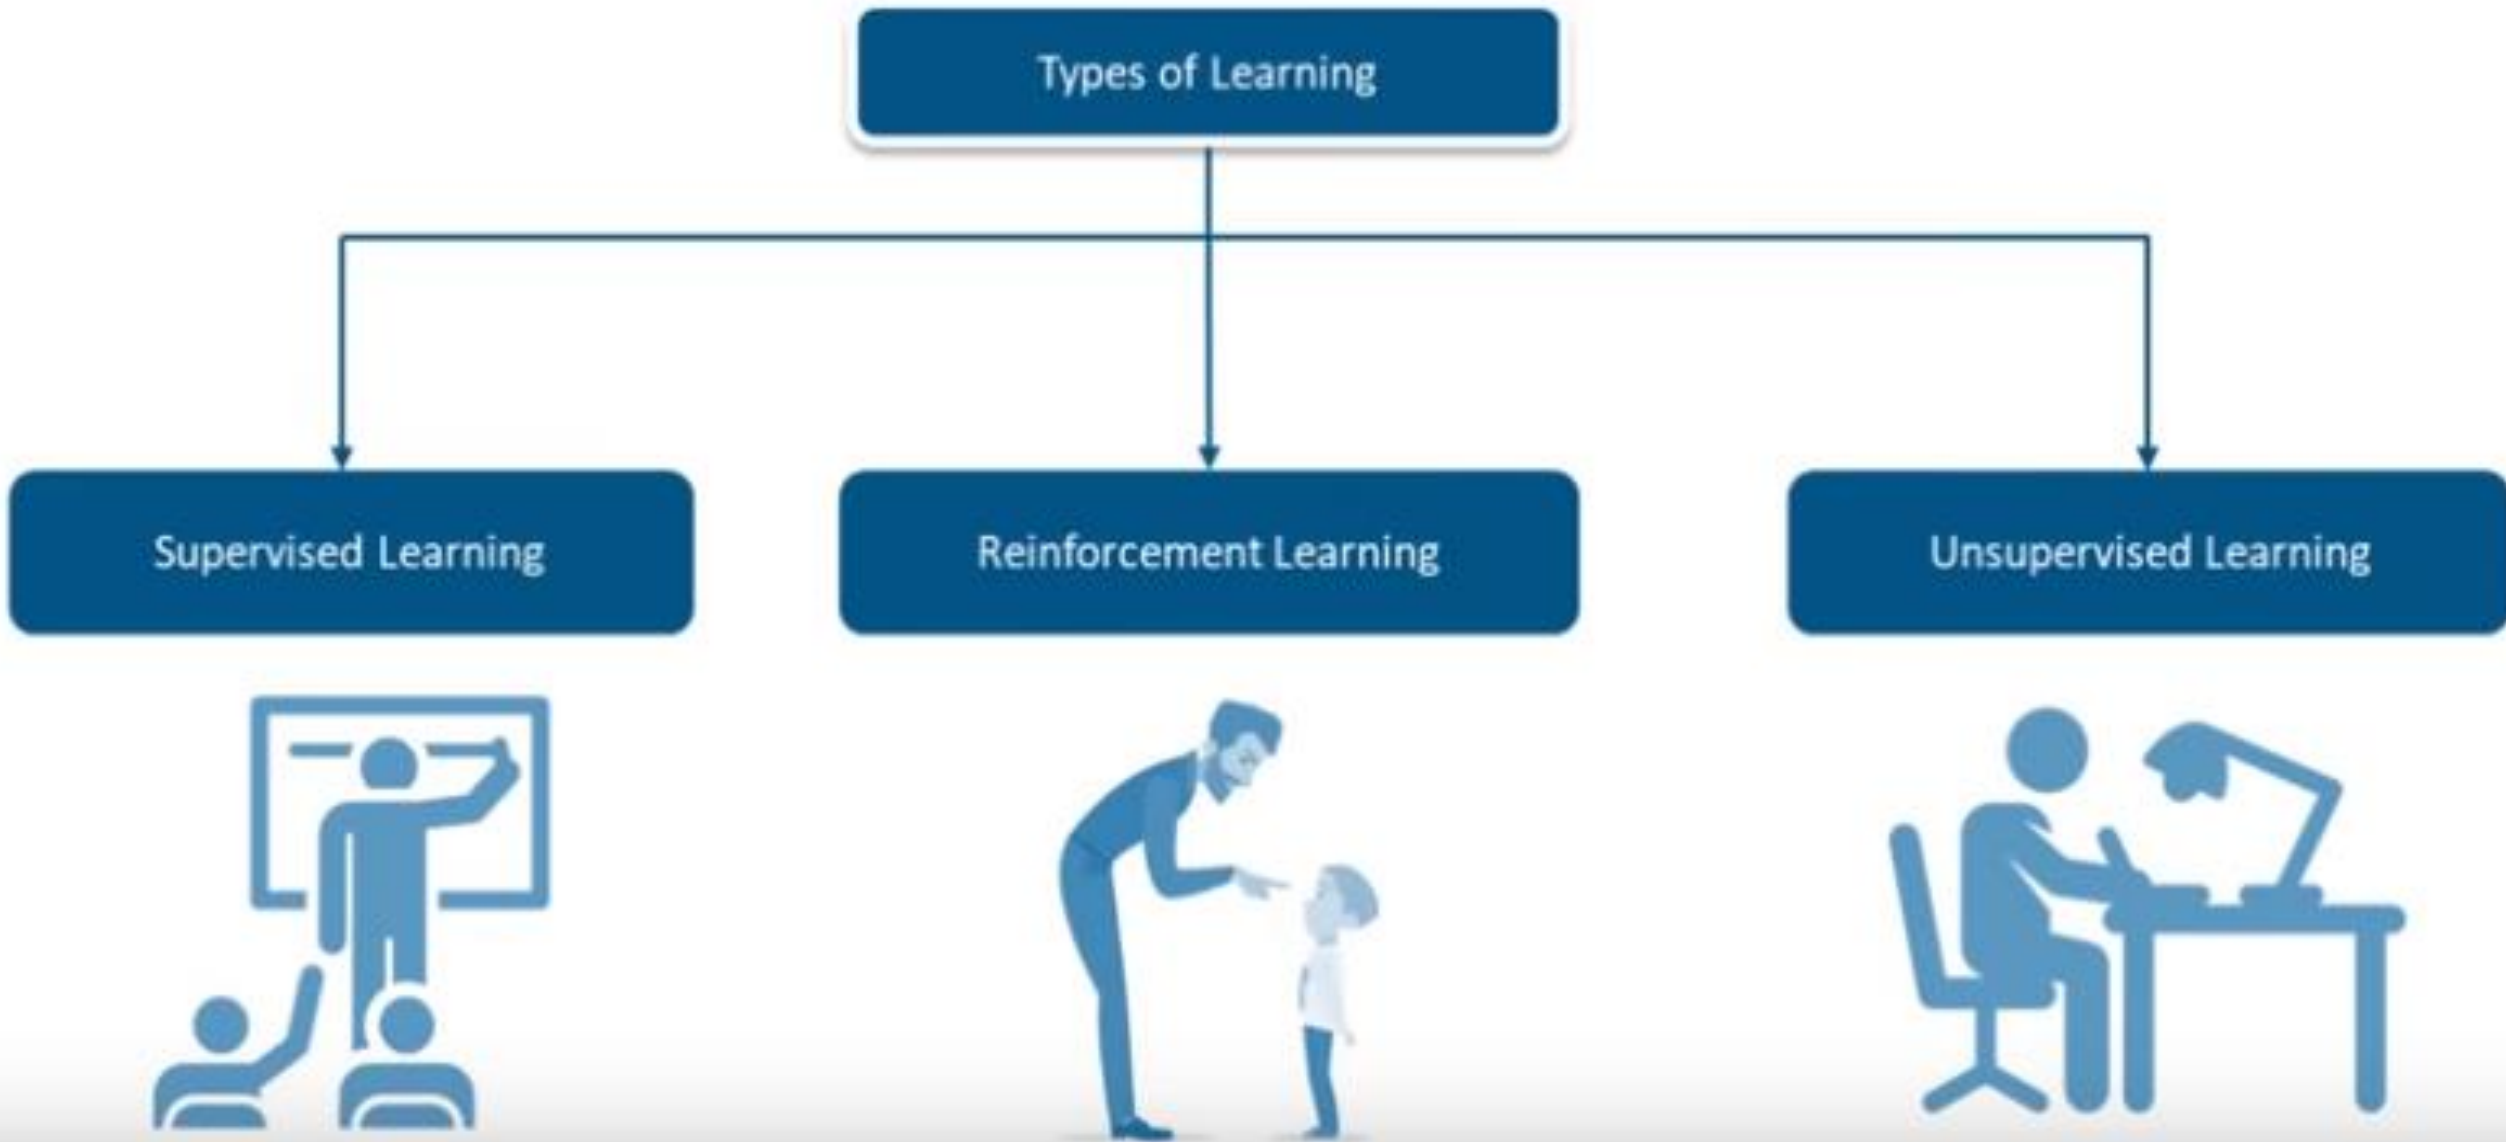 Types of Learning
Supervised Learning
Reinforcement Learning
Unsupervised Learning